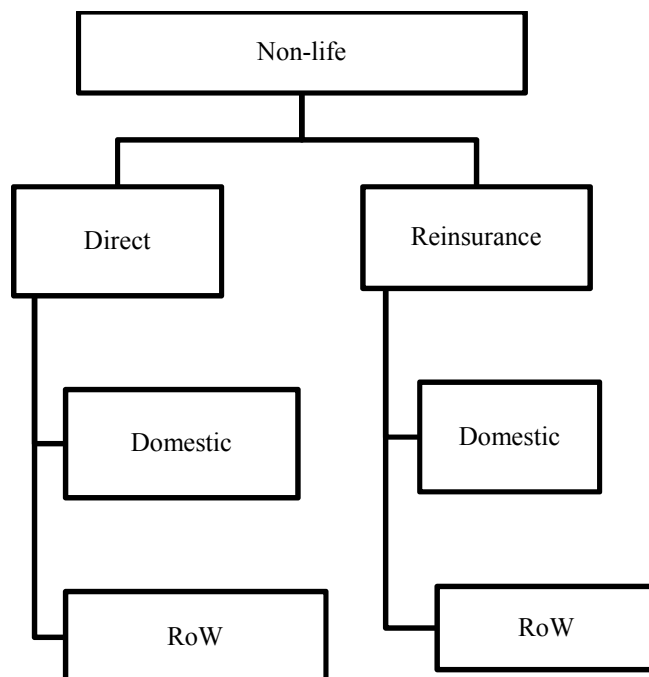 Non-life
Direct
Reinsurance
Domestic
Domestic
RoW
RoW